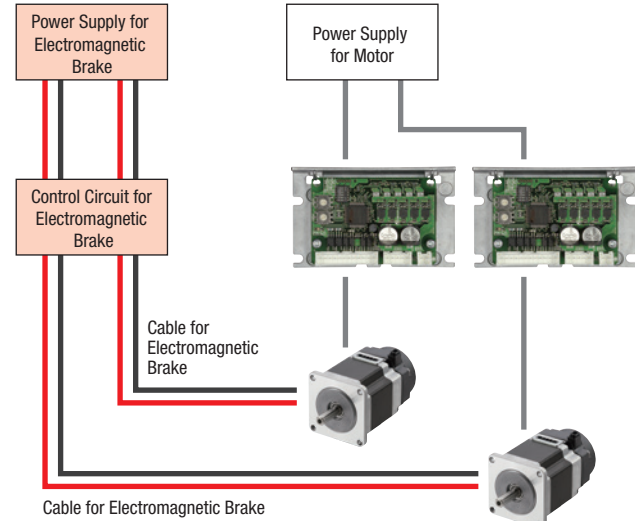 Power Supply for
Electromagnetic
Brake
Power Supply
for Motor
Control Circuit for
Electromagnetic
Brake
Cable for
Electromagnetic
Brake
Cable for Electromagnetic Brake